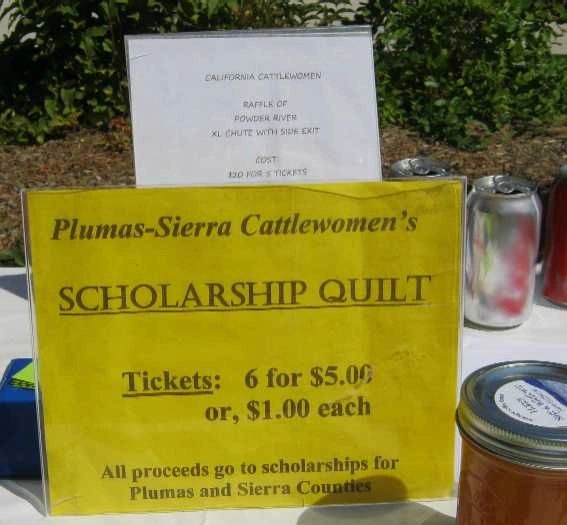 CALIFORNIA CATTLEWOMEN
RAFFLE OF
POWDER RIVER
XL CHUTE WITH SIDE EXIT
COST:
$20 FOR 5 TICKETS
Plumas-Sierra Cattlewomen's
SCHOLARSHIP QUILT
Tickets: 6 for $5.00
or, $1.00 each
All proceeds go to scholarships for
Plumas and Sierra Counties